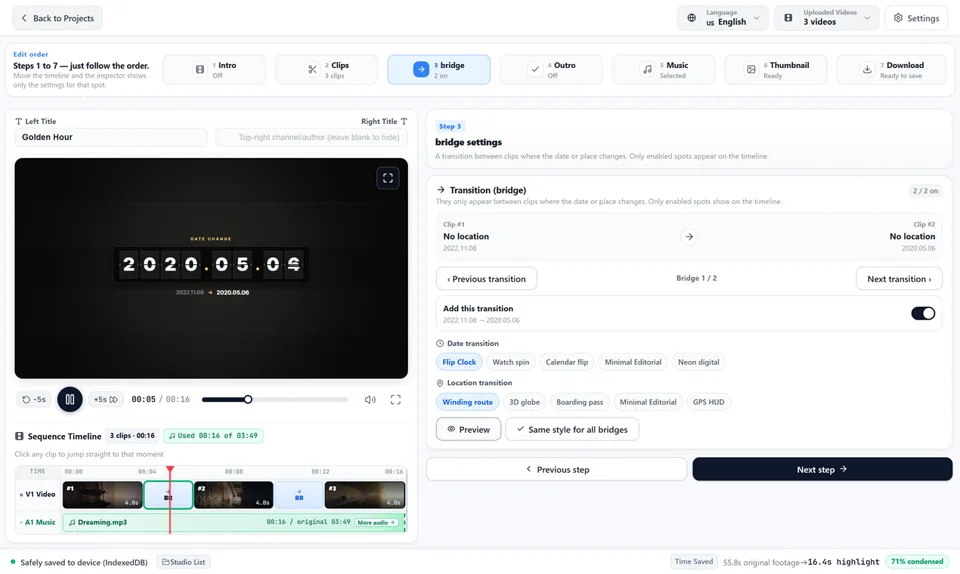 Back to Projects
Language
US English
Uploaded Videos
3 videos
Settings
Edit order
Steps 1 to 7 — just follow the order.
Move the timeline and the inspector shows
only the settings for that spot.
1 Intro
Off
2 Clips
3 clips
3 bridge
2 on
4 Outro
Off
5 Music
Selected
6 Thumbnail
Ready
7 Download
Ready to save
Left Title
Right Title
Golden Hour
Top-right channel/author (leave blank to hide)
DATE CHANGE
2022.11.08 → 2020.05.06
-5s
+5s
00:05 / 00:16
Sequence Timeline
3 clips · 00:16
Used 00:16 of 03:49
Click any clip to jump straight to that moment
TIME
00:00
00:04
00:08
00:12
00:16
V1 Video
#1
4.0s
BR
#2
4.0s
BR
#3
4.0s
A1 Music
Dreaming.mp3
00:16 / original 03:49
More audio →
Step 3
bridge settings
A transition between clips where the date or place changes. Only enabled spots appear on the timeline.
Transition (bridge)
2 / 2 on
They only appear between clips where the date or place changes. Only enabled spots show on the timeline.
Clip #1
Clip #2
No location
No location
2022.11.08
2020.05.06
‹ Previous transition
Bridge 1 / 2
Next transition ›
Add this transition
2022.11.08 → 2020.05.06
Date transition
Flip Clock
Watch spin
Calendar flip
Minimal Editorial
Neon digital
Location transition
Winding route
3D globe
Boarding pass
Minimal Editorial
GPS HUD
Preview
Same style for all bridges
Previous step
Next step
Safely saved to device (IndexedDB)
Studio List
Time Saved
55.8s original footage→16.4s highlight
71% condensed